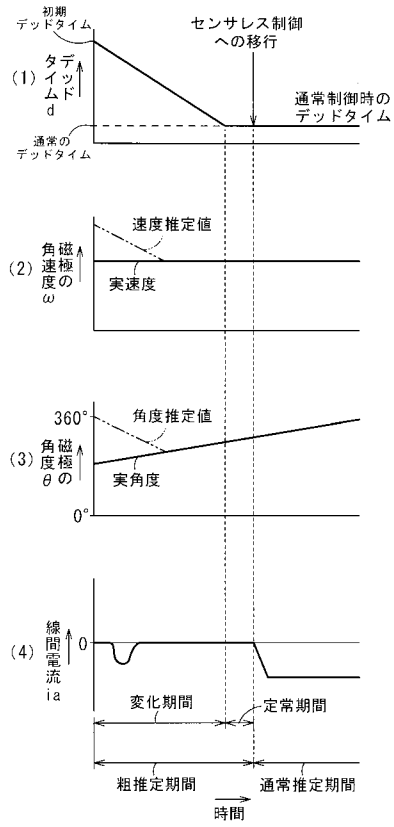 初期
デッドタイム
センサレス制御
への移行
(1)
デッド
タイム
d
通常制御時の
デッドタイム
通常の
デッドタイム
(2)
磁極の
角速度
ω
速度推定値
実速度
(3)
磁極の
角度
θ
360°
角度推定値
実角度
0°
(4)
線間電流
ia
0
変化期間
定常期間
粗推定期間
通常推定期間
時間